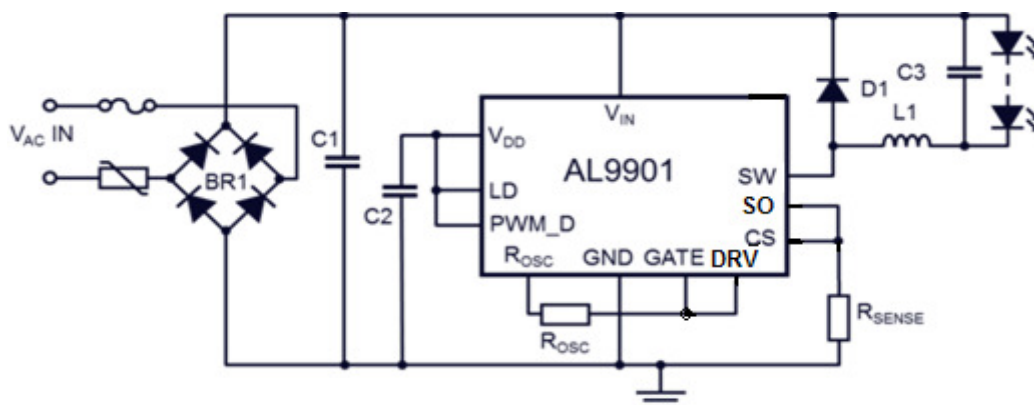 VAC IN
BR1
C1
C2
VIN
VDD
LD
PWM_D
AL9901
SW
SO
CS
ROSC
GND
GATE
DRV
ROSC
D1
L1
C3
RSENSE